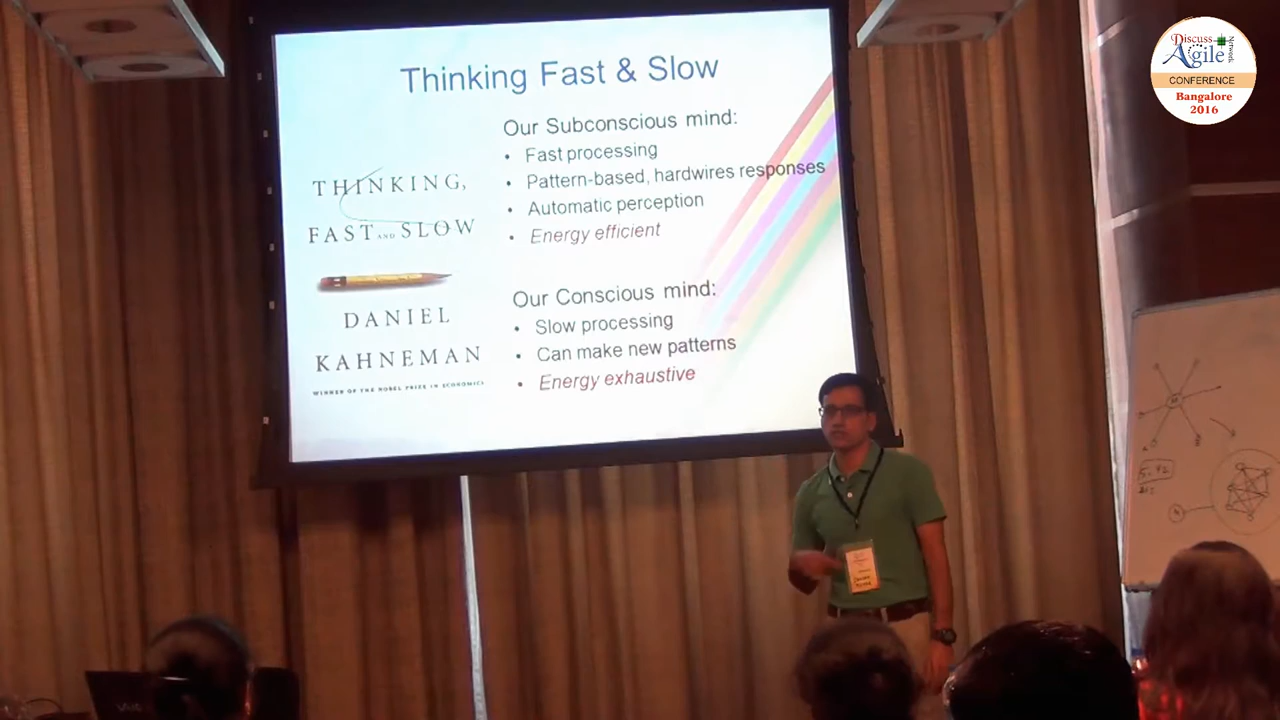 Thinking Fast & Slow
Our Subconscious mind:
• Fast processing
• Pattern-based, hardwires responses
• Automatic perception
• Energy efficient
Our Conscious mind:
• Slow processing
• Can make new patterns
• Energy exhaustive
THINKING,
FAST AND SLOW
DANIEL
KAHNEMAN
WINNER OF THE NOBEL PRIZE IN ECONOMICS
Discuss
Agile
Network
CONFERENCE
Bangalore
2016